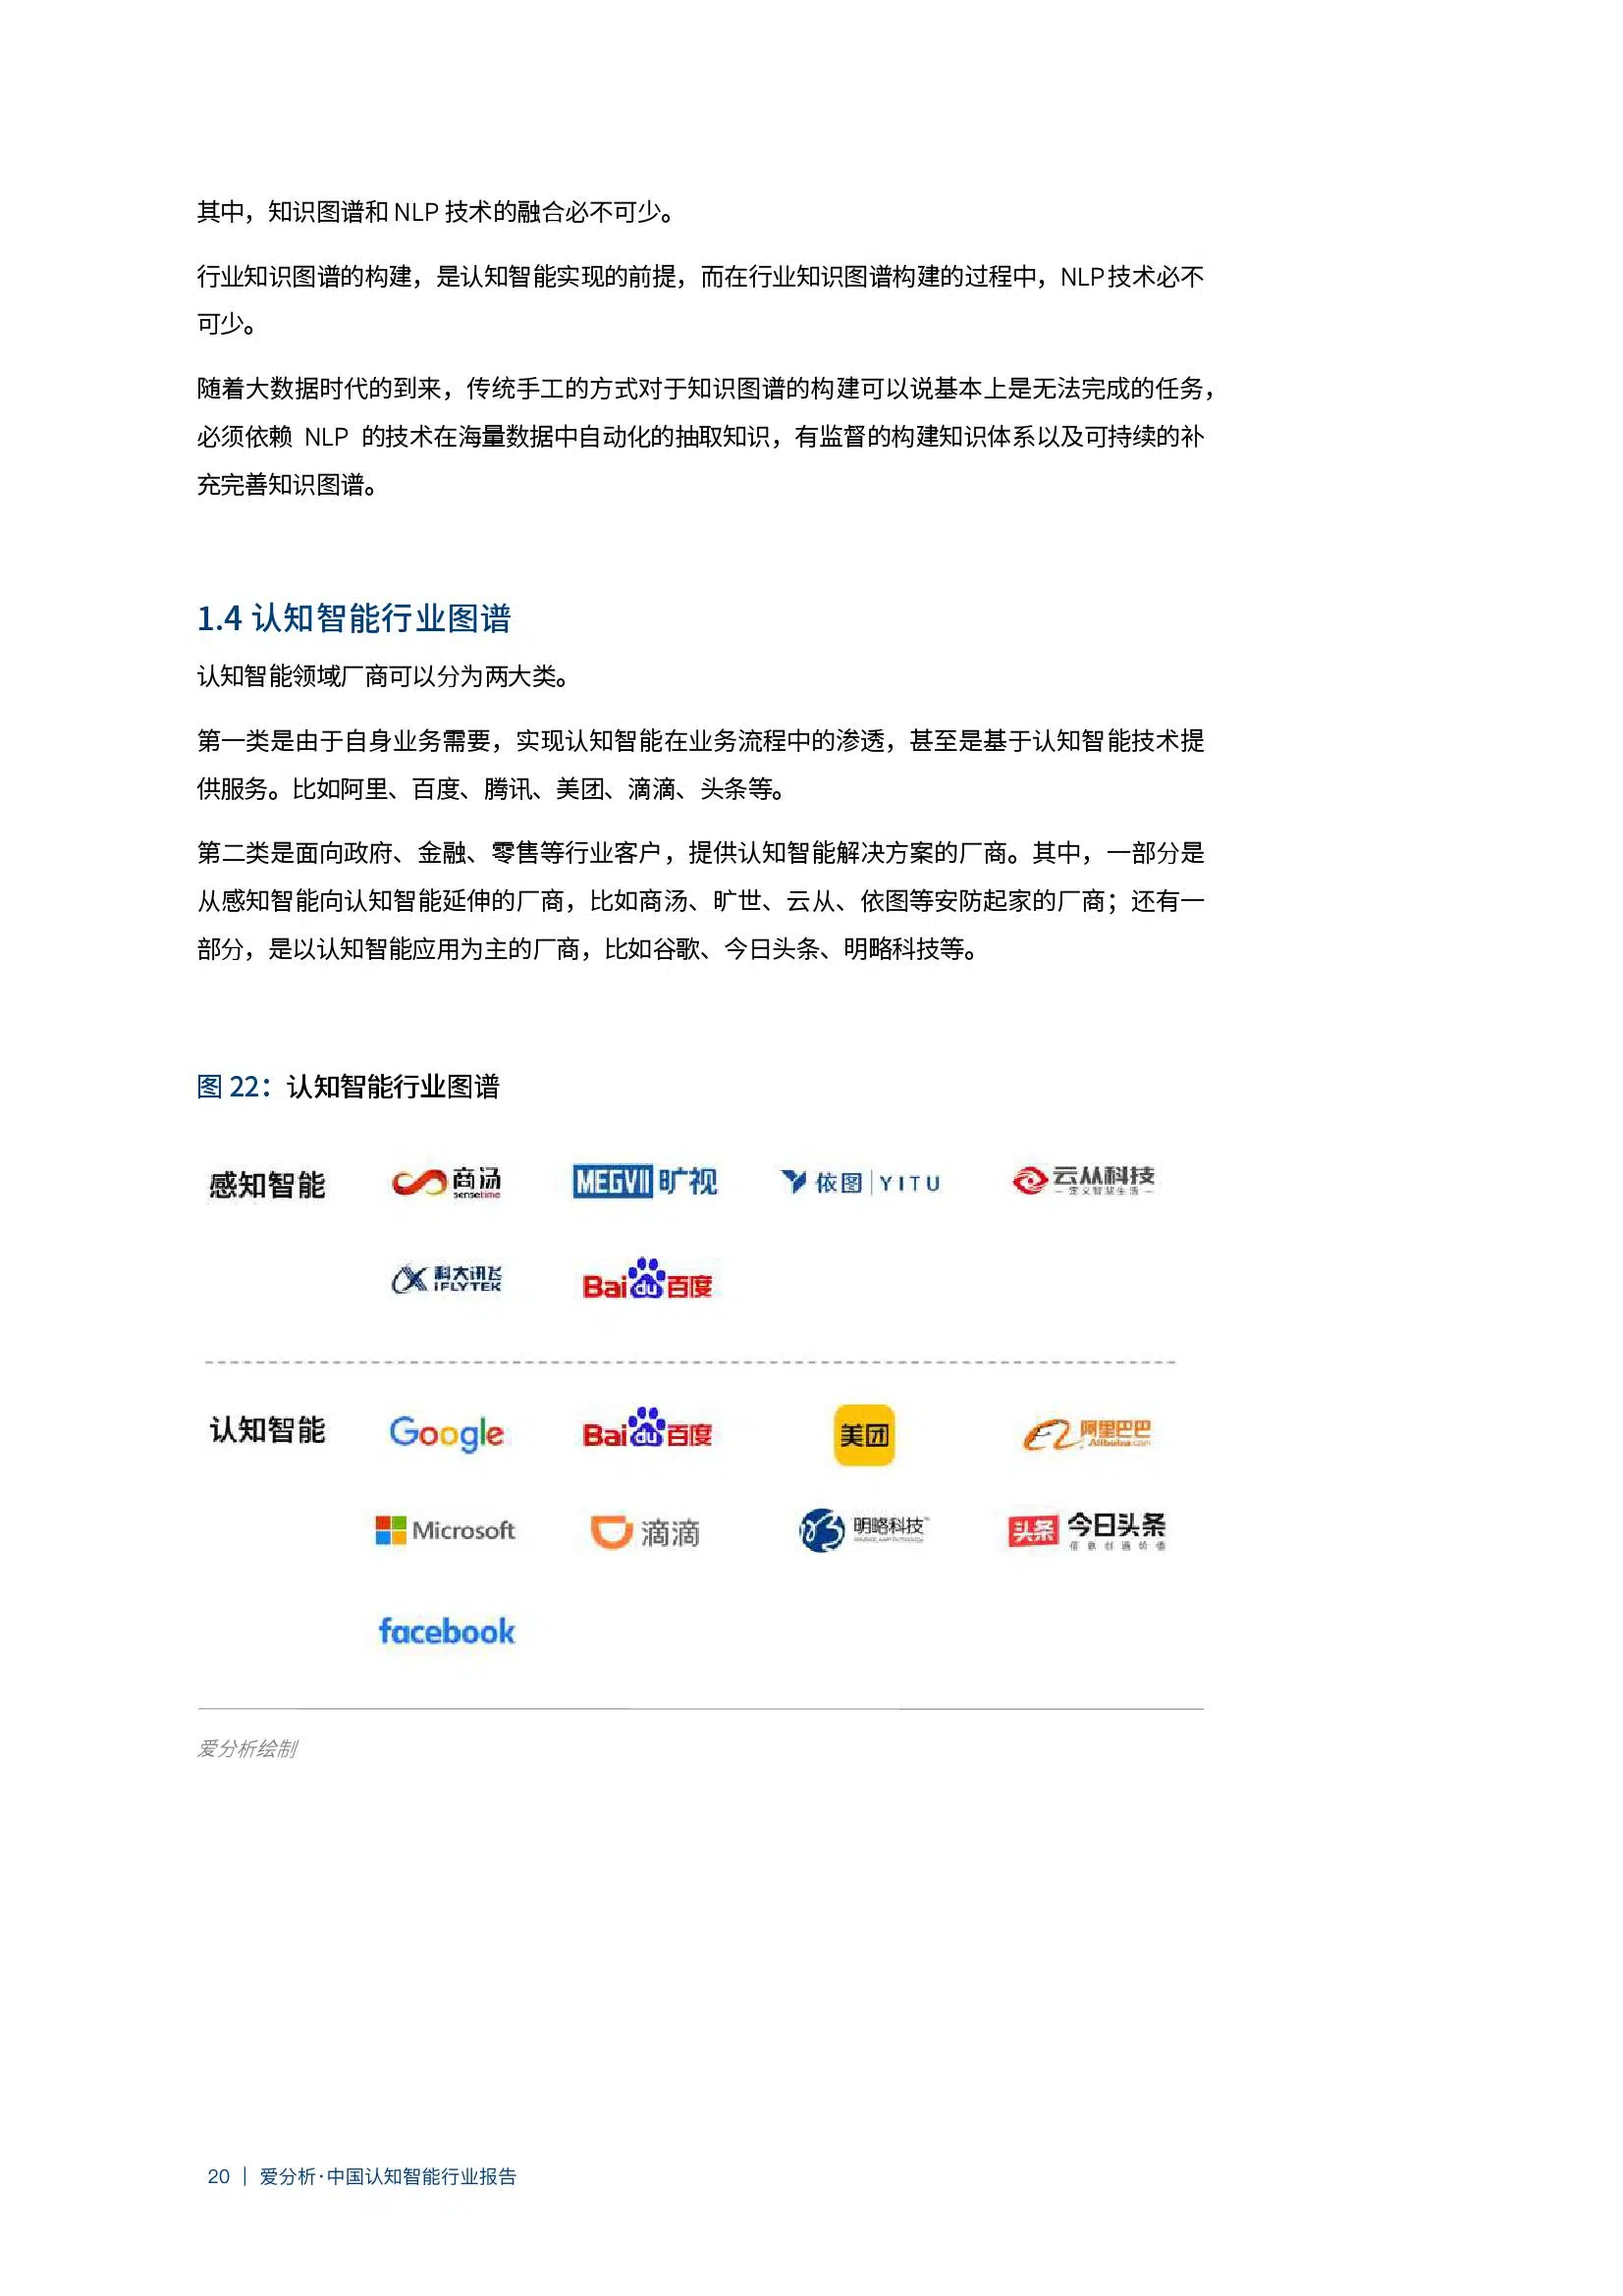 其中，知识图谱和 NLP 技术的融合必不可少。
行业知识图谱的构建，是认知智能实现的前提，而在行业知识图谱构建的过程中，NLP技术必不
可少。
随着大数据时代的到来，传统手工的方式对于知识图谱的构建可以说基本上是无法完成的任务，
必须依赖 NLP 的技术在海量数据中自动化的抽取知识，有监督的构建知识体系以及可持续的补
充完善知识图谱。
1.4 认知智能行业图谱
认知智能领域厂商可以分为两大类。
第一类是由于自身业务需要，实现认知智能在业务流程中的渗透，甚至是基于认知智能技术提
供服务。比如阿里、百度、腾讯、美团、滴滴、头条等。
第二类是面向政府、金融、零售等行业客户，提供认知智能解决方案的厂商。其中，一部分是
从感知智能向认知智能延伸的厂商，比如商汤、旷世、云从、依图等安防起家的厂商；还有一
部分，是以认知智能应用为主的厂商，比如谷歌、今日头条、明略科技等。
图 22：认知智能行业图谱
感知智能
商汤
sensetime
MEGVII 旷视
依图 YITU
云从科技
定义智慧生活
科大讯飞
iFLYTEK
Bai du 百度
认知智能
Google
Bai du 百度
美团
阿里巴巴
Alibaba.com
Microsoft
滴滴
明略科技
头条 今日头条
信息创造价值
facebook
爱分析绘制
20 | 爱分析·中国认知智能行业报告